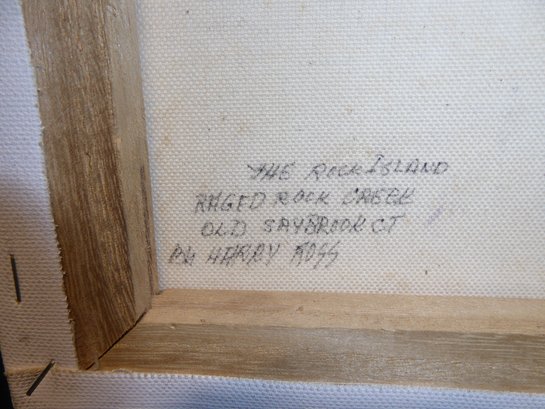 THE ROCK ISLAND
RAGED ROCK CREEK
OLD SAYBROOK CT
By HARRY ROSS